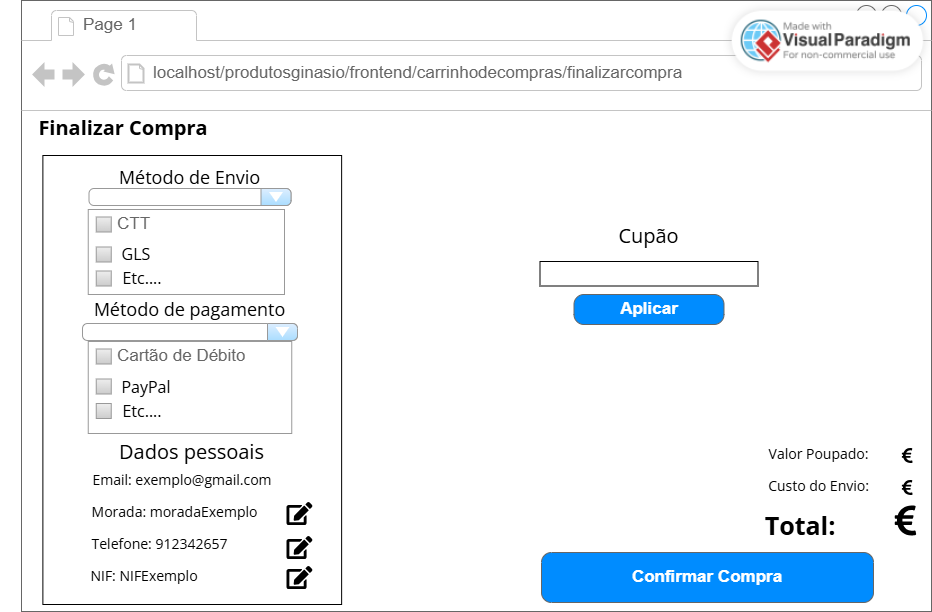 Page 1
Made with
Visual Paradigm
For non-commercial use
localhost/produtosginasio/frontend/carrinhodecompras/finalizarcompra
Finalizar Compra
Método de Envio
CTT
GLS
Etc....
Método de pagamento
Cartão de Débito
PayPal
Etc....
Dados pessoais
Email: exemplo@gmail.com
Morada: moradaExemplo
Telefone: 912342657
NIF: NIFExemplo
Cupão
Aplicar
Valor Poupado: €
Custo do Envio: €
Total: €
Confirmar Compra